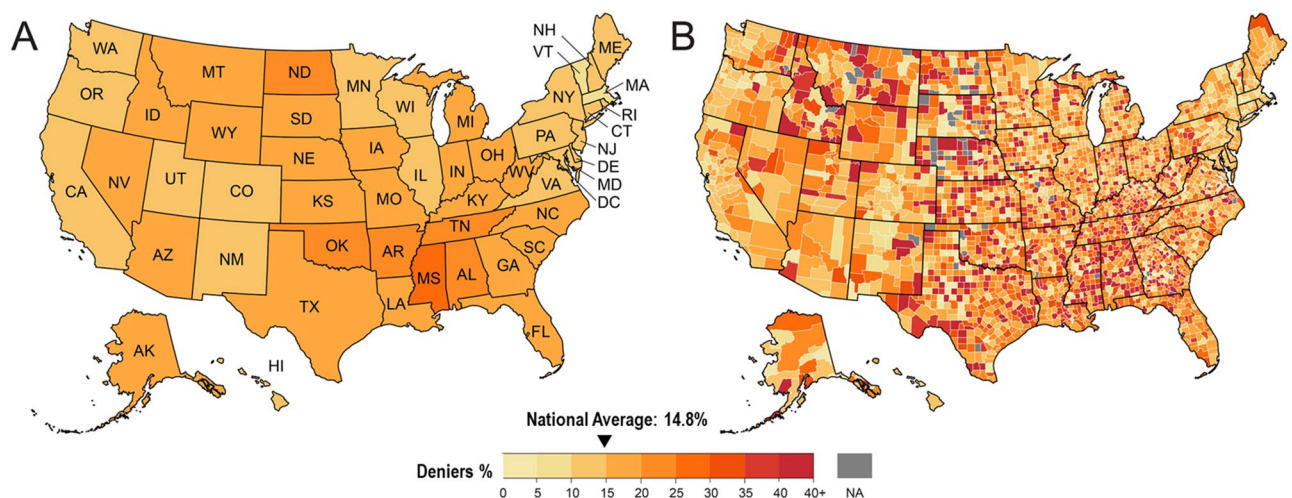 A
B
WA
OR
CA
NV
ID
MT
WY
UT
CO
AZ
NM
ND
SD
NE
KS
OK
TX
MN
IA
MO
AR
LA
WI
IL
MI
IN
OH
KY
TN
MS
AL
GA
FL
SC
NC
VA
WV
PA
NY
ME
NH
VT
MA
RI
CT
NJ
DE
MD
DC
AK
HI
National Average: 14.8%
Deniers %
0 5 10 15 20 25 30 35 40 40+ NA